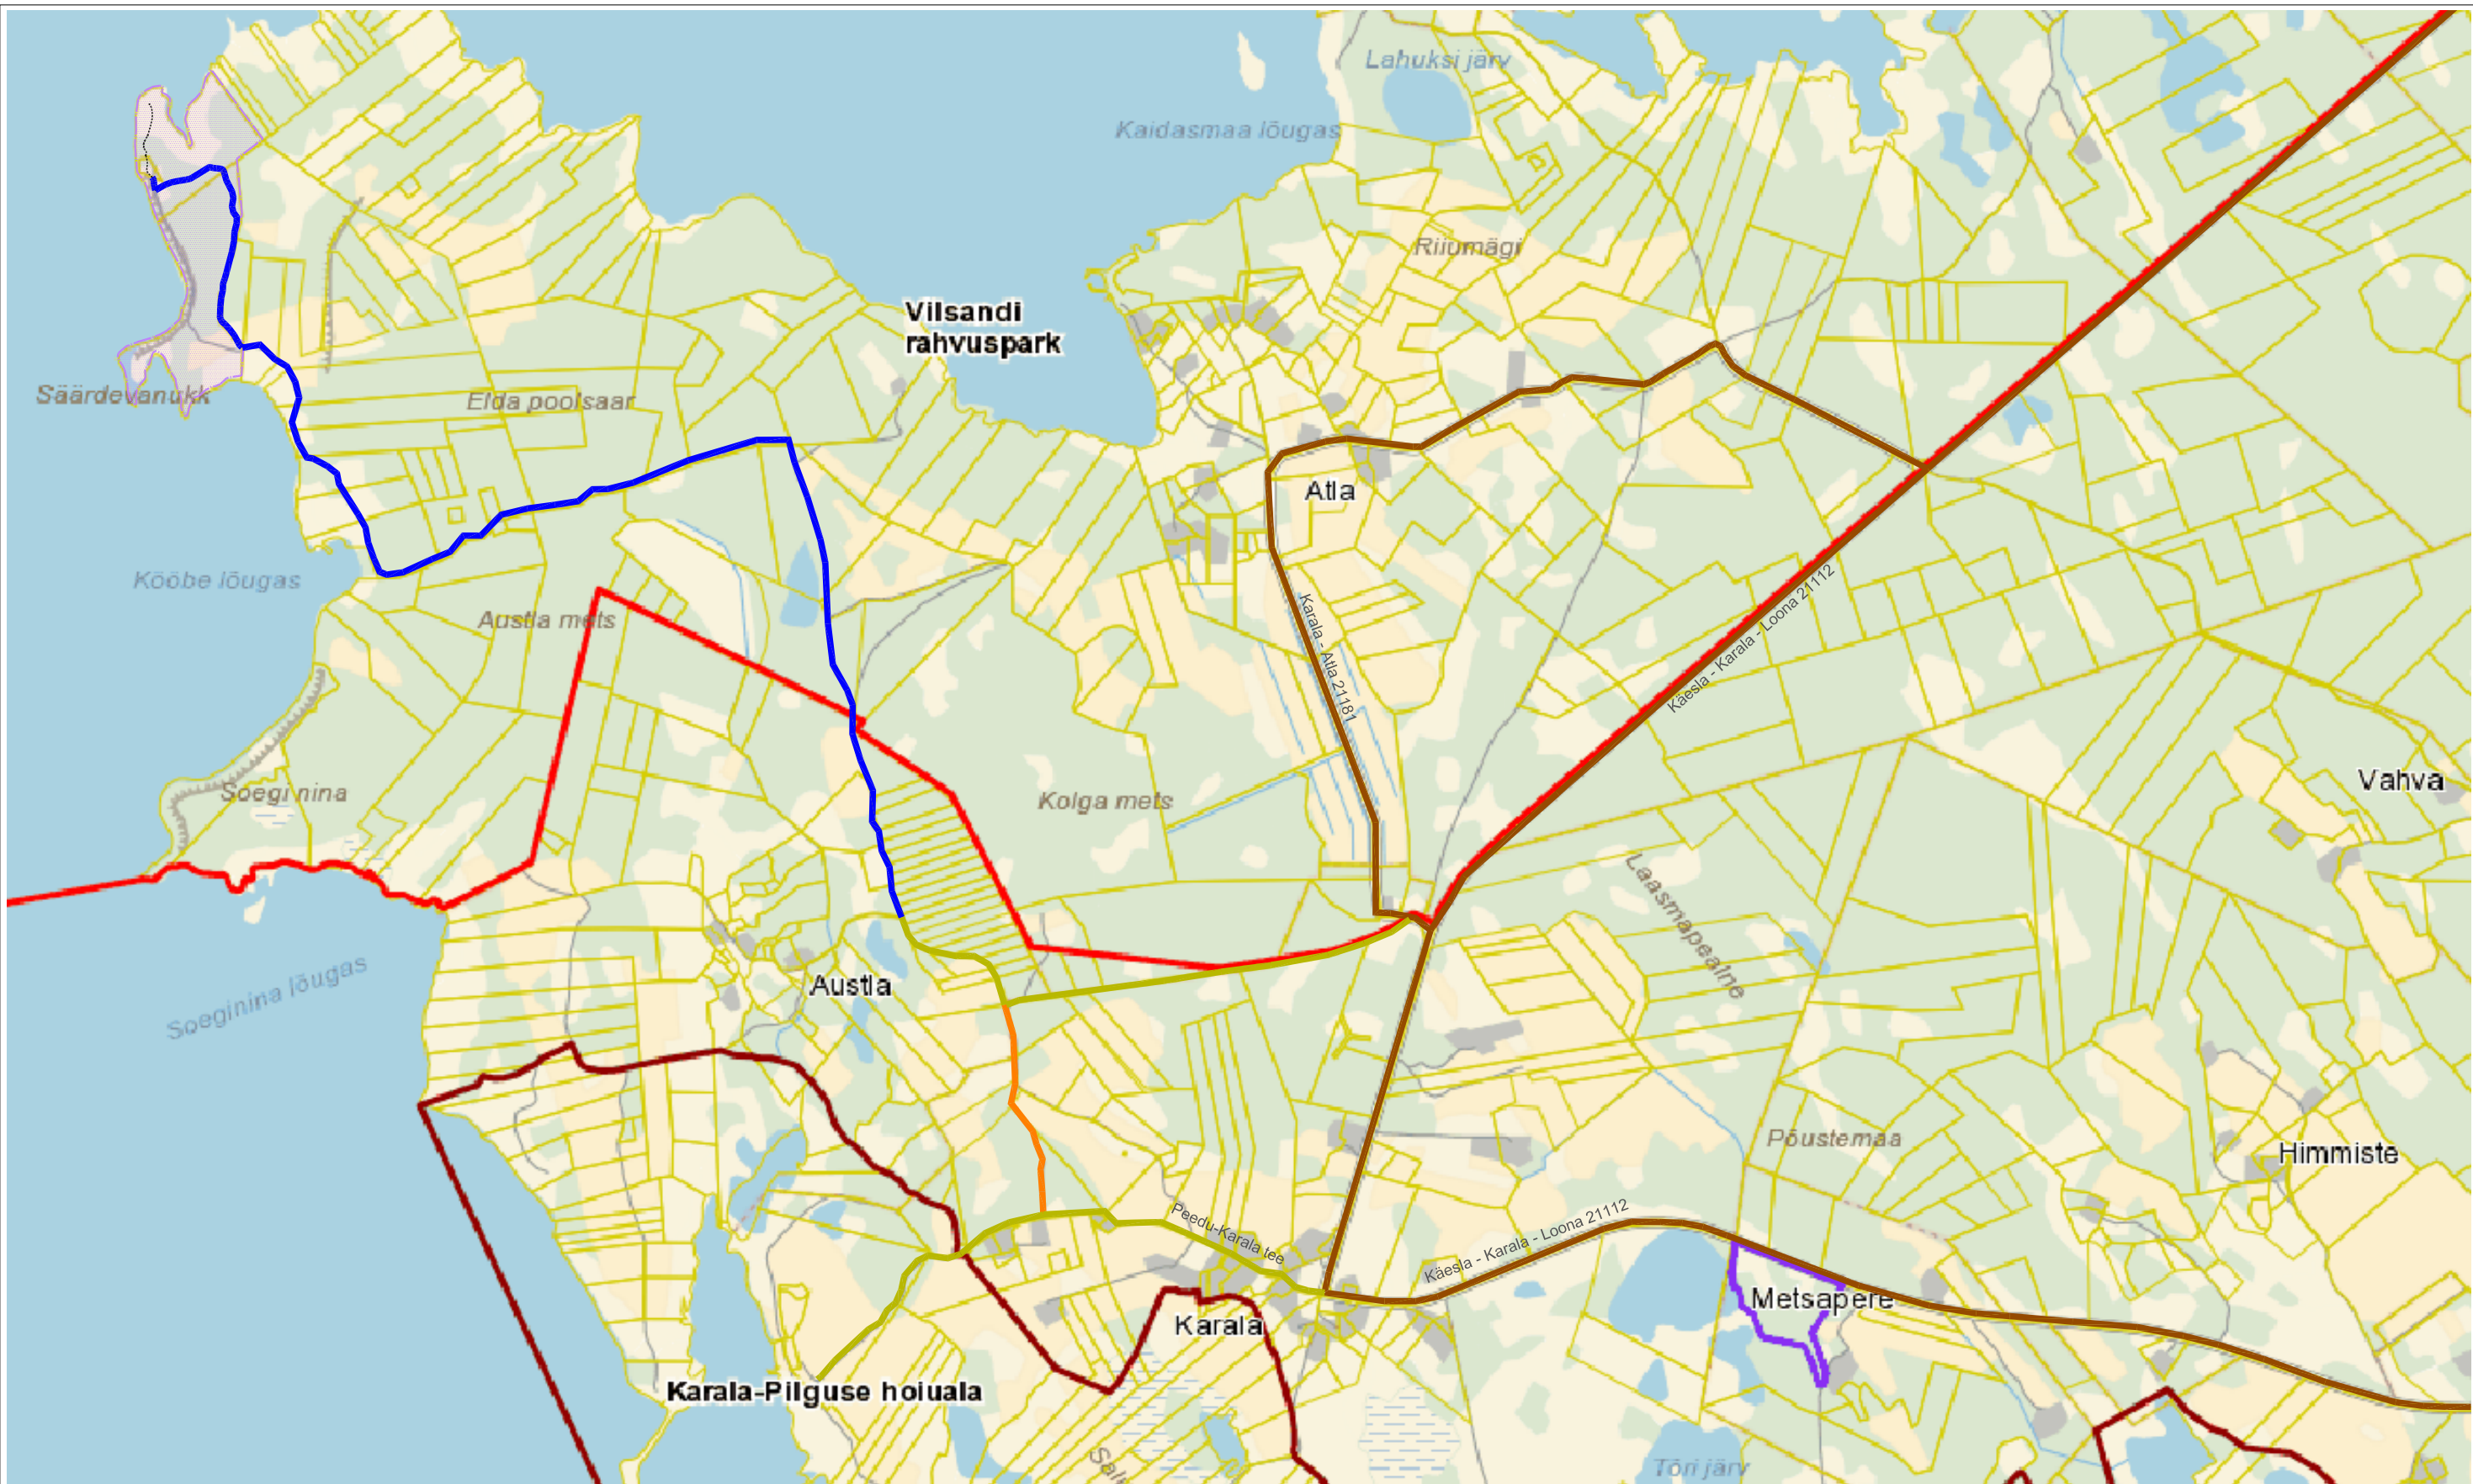 Lahuksi järv
Kaidasmaa lõugas
Riiumägi
Vilsandi
rahvuspark
Säärdevanukk
Elda poolsaar
Atla
Kööbe lõugas
Austla mets
Karala - Atla 21181
Käesla - Karala - Loona 21112
Soegi nina
Kolga mets
Vahva
Laasmapealne
Austla
Soeginina lõugas
Põustemaa
Himmiste
Peedu-Karala tee
Käesla - Karala - Loona 21112
Metsapere
Karala
Karala-Pilguse hoiuala
Tõri järv